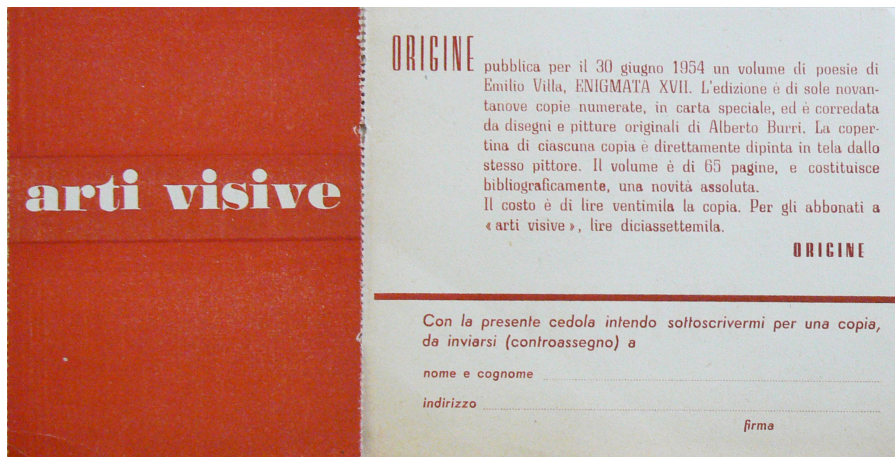 arti visive
ORIGINE
pubblica per il 30 giugno 1954 un volume di poesie di
Emilio Villa, ENIGMATA XVII. L'edizione é di sole novan-
tanove copie numerate, in carta speciale, ed è corredata
da disegni e pitture originali di Alberto Burri. La coper-
tina di ciascuna copia è direttamente dipinta in tela dallo
stesso pittore. Il volume è di 65 pagine, e costituisce
bibliograficamente, una novità assoluta.
Il costo è di lire ventimila la copia. Per gli abbonati a
« arti visive », lire diciassettemila.
ORIGINE
Con la presente cedola intendo sottoscrivermi per una copia,
da inviarsi (controassegno) a
nome e cognome
indirizzo
firma